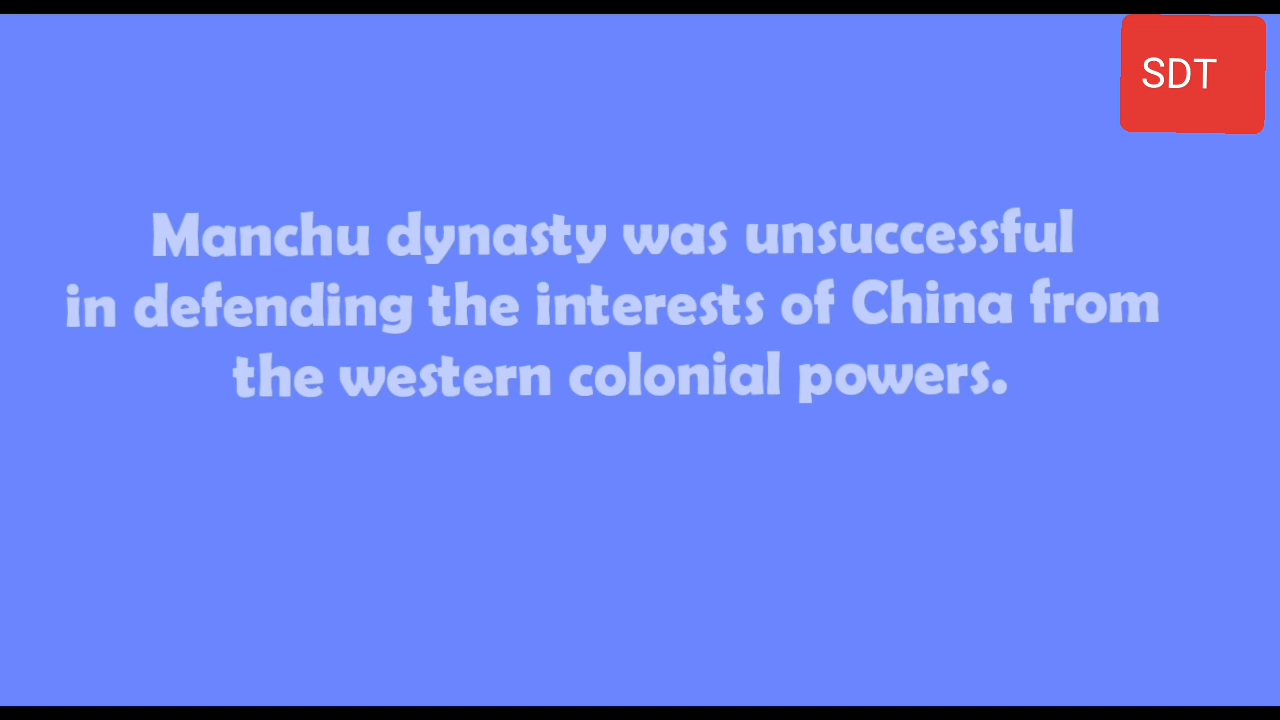 SDT
Manchu dynasty was unsuccessful
in defending the interests of China from
the western colonial powers.